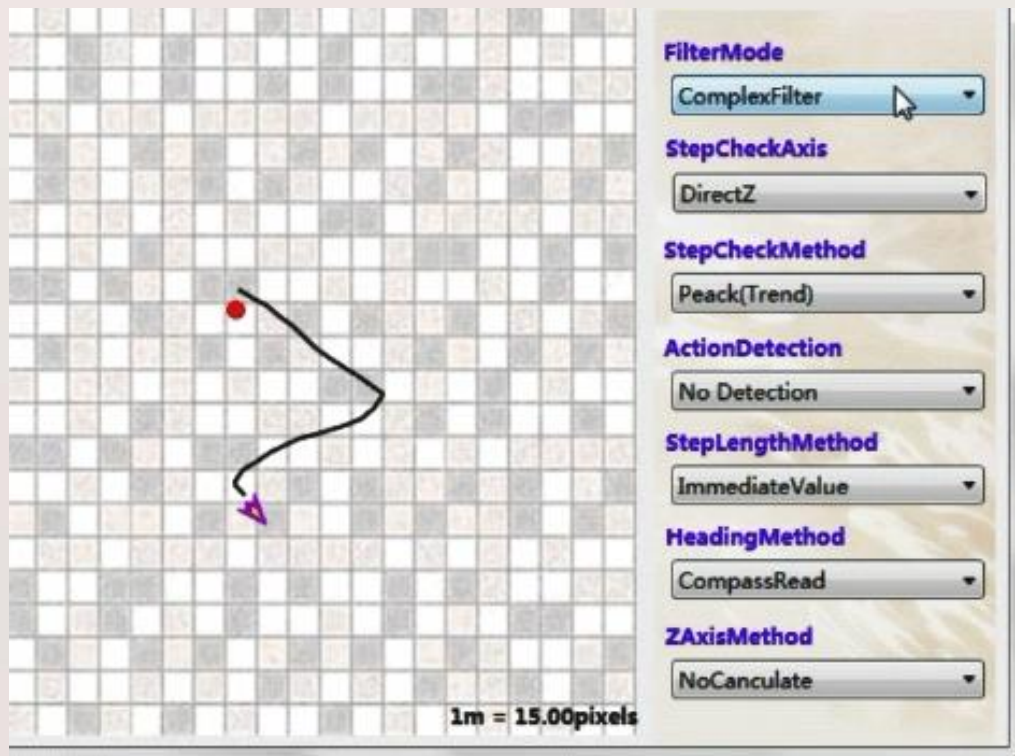 FilterMode
ComplexFilter
StepCheckAxis
DirectZ
StepCheckMethod
Peack(Trend)
ActionDetection
No Detection
StepLengthMethod
ImmediateValue
HeadingMethod
CompassRead
ZAxisMethod
NoCanculate
1m = 15.00pixels